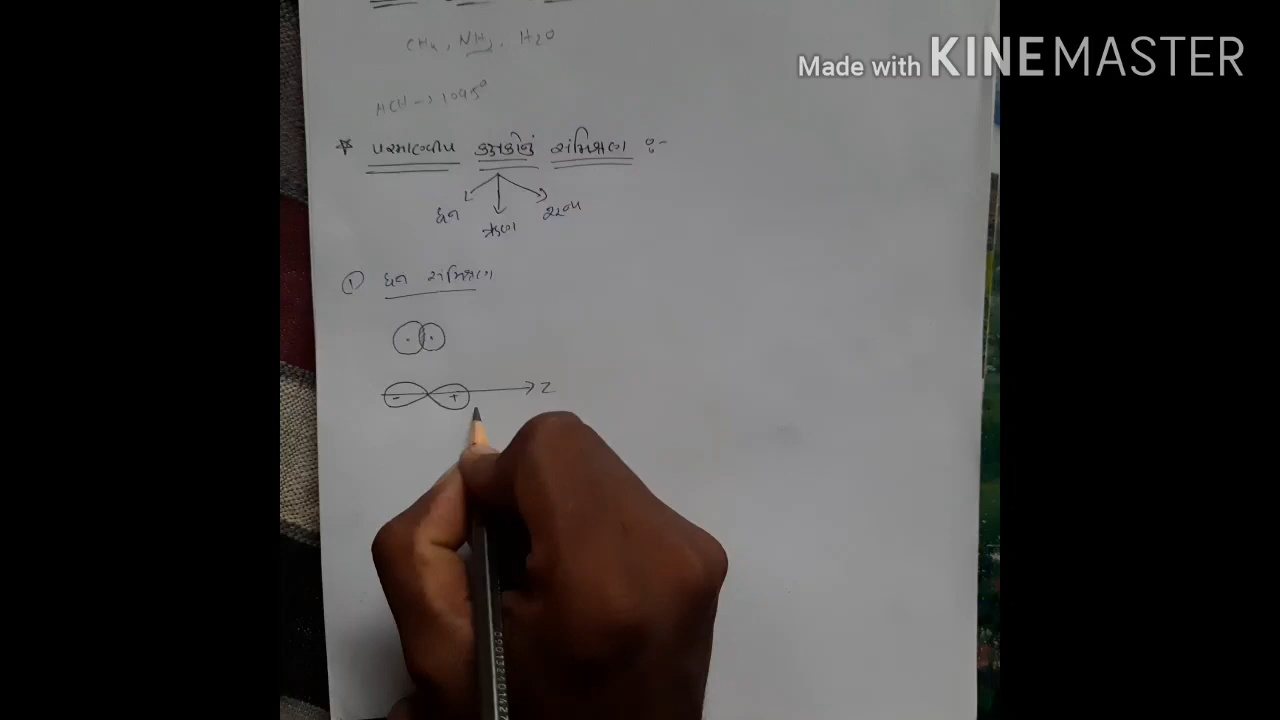 CH4, NH3, H2O
Made with KINEMASTER
HCH → 109.5°
* પરમાણ્વીય કક્ષકોનું સંમિશ્રણ :-
ધન ઋણ શૂન્ય
① ધન સંમિશ્રણ
- + Z